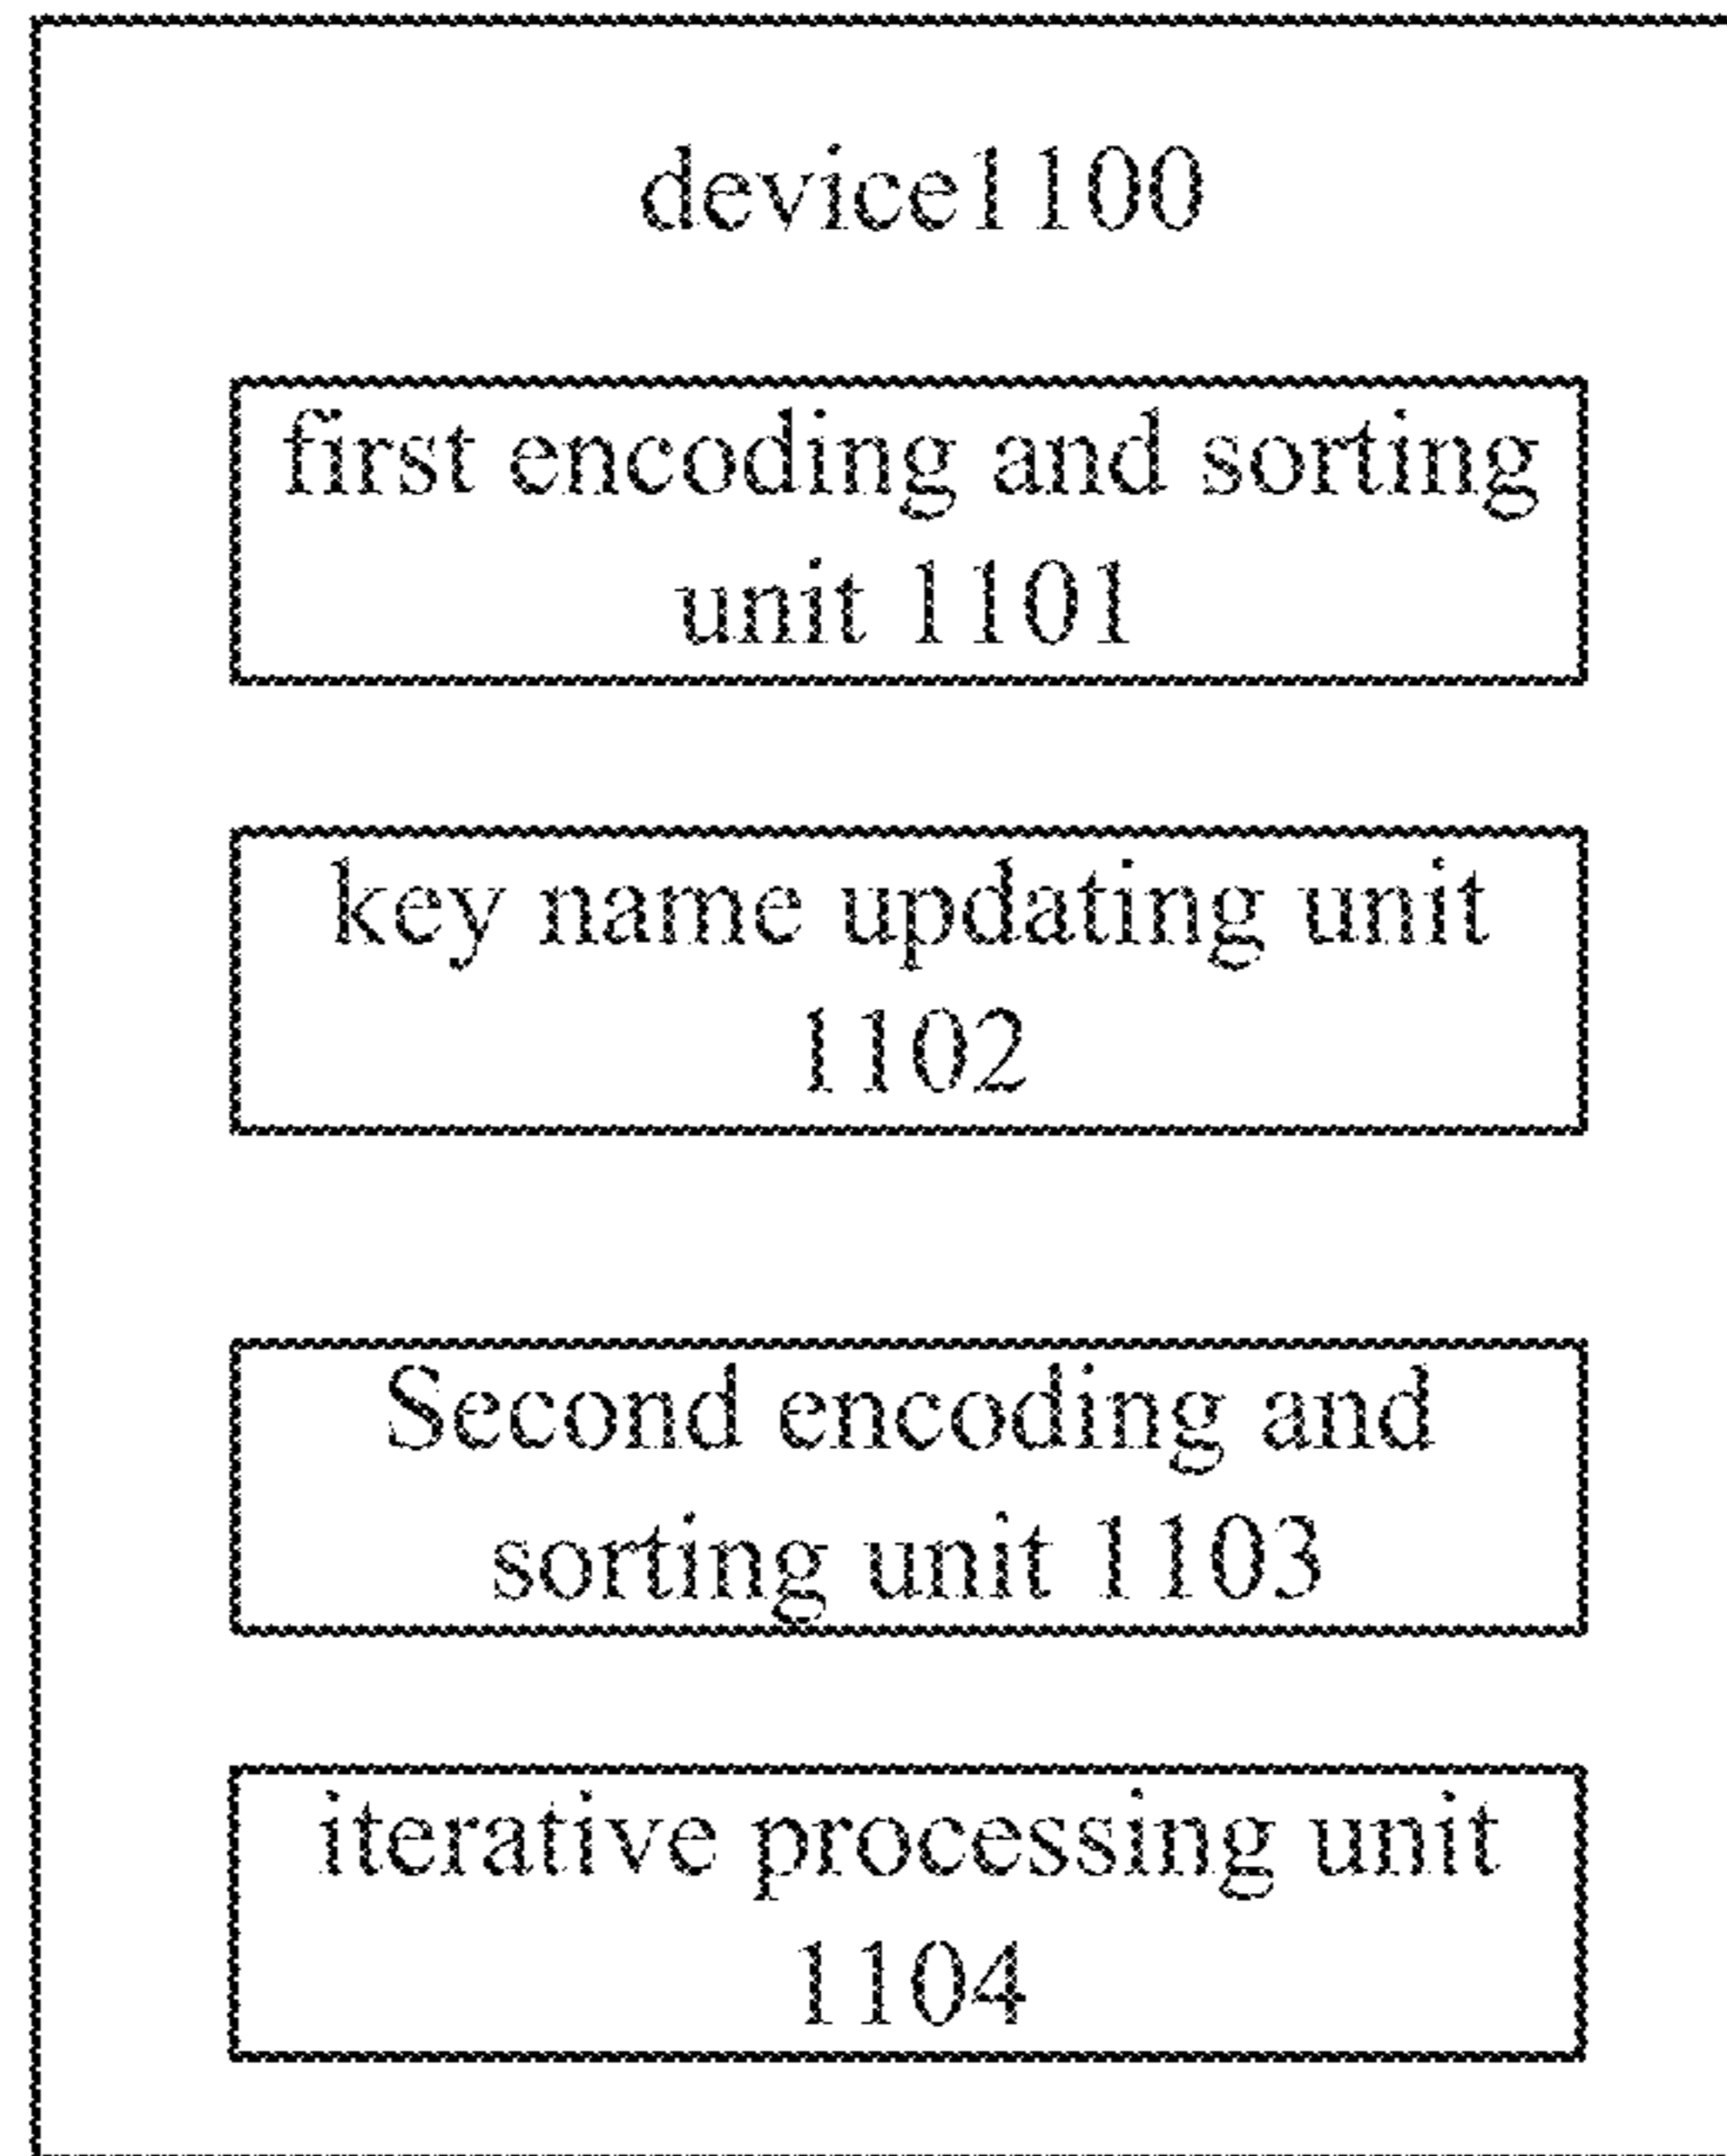 device1100
first encoding and sorting
unit 1101
key name updating unit
1102
Second encoding and
sorting unit 1103
iterative processing unit
1104